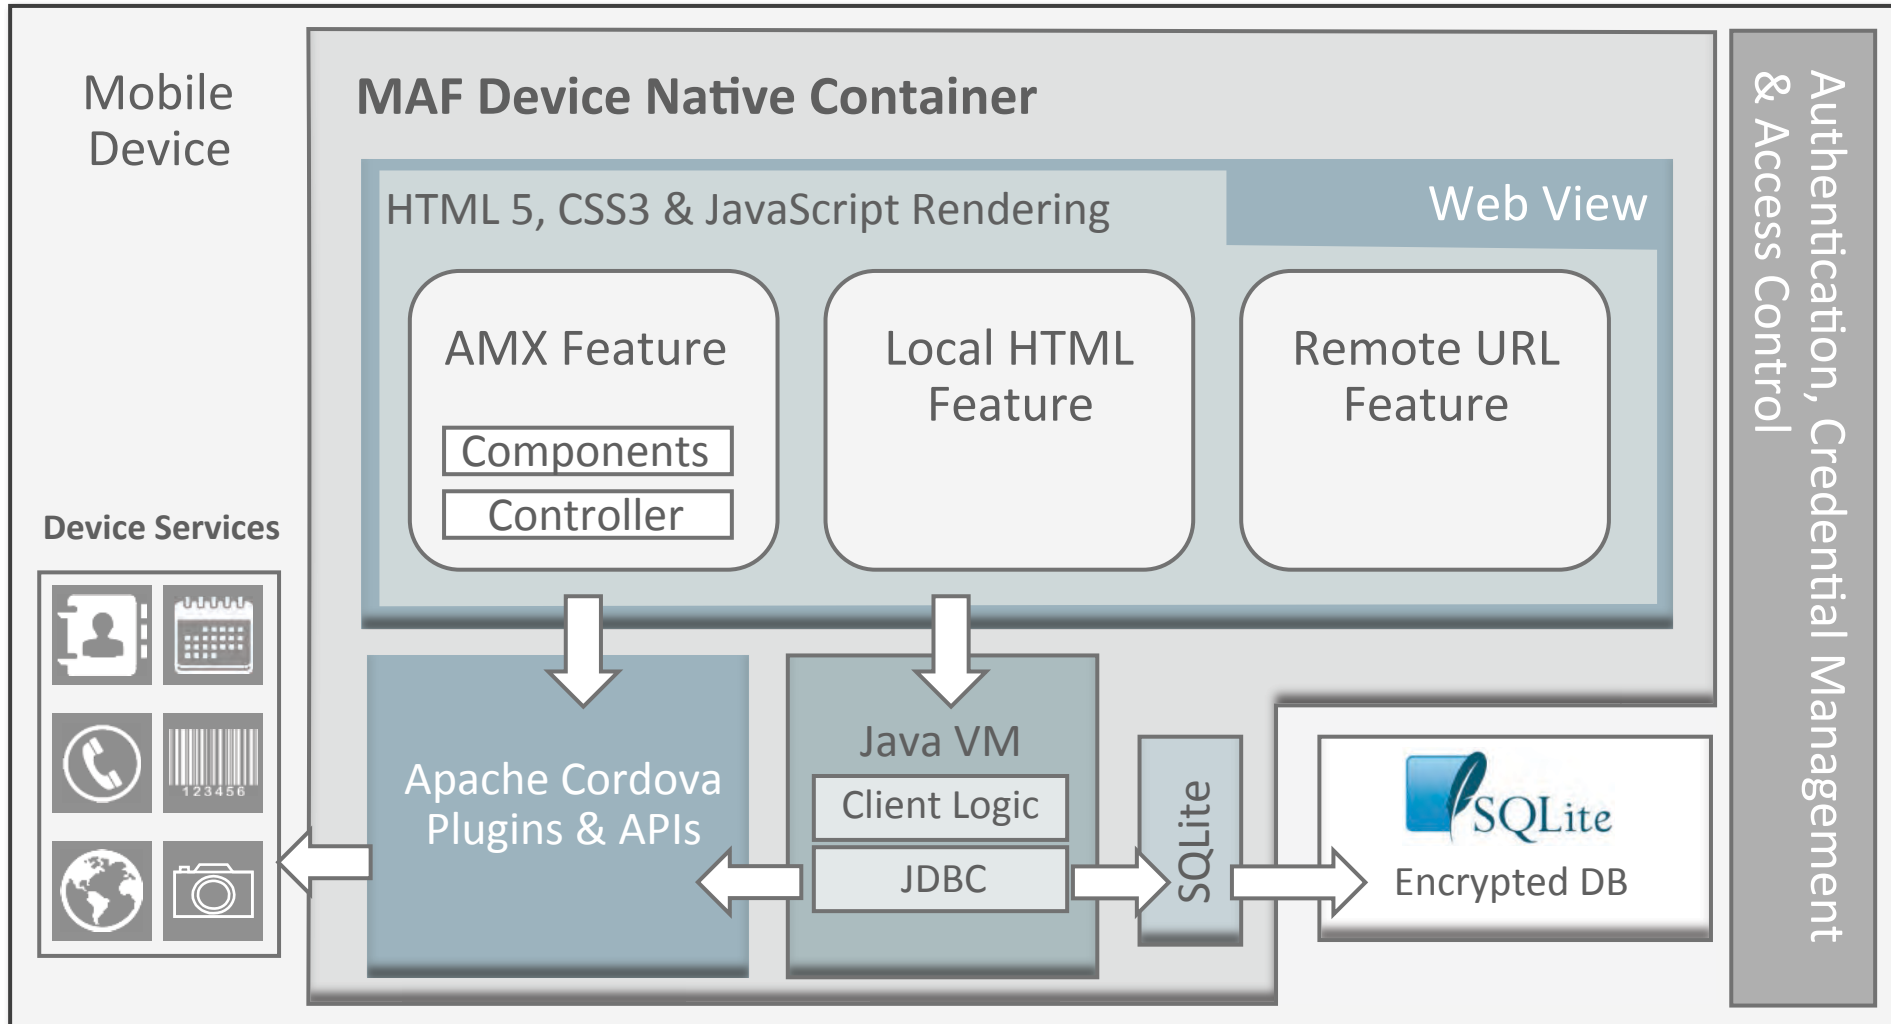 Mobile
Device
MAF Device Native Container
HTML 5, CSS3 & JavaScript Rendering
Web View
AMX Feature
Components
Controller
Local HTML
Feature
Remote URL
Feature
Device Services
123456
Apache Cordova
Plugins & APIs
Java VM
Client Logic
JDBC
SQLite
SQLite
Encrypted DB
Authentication, Credential Management
& Access Control